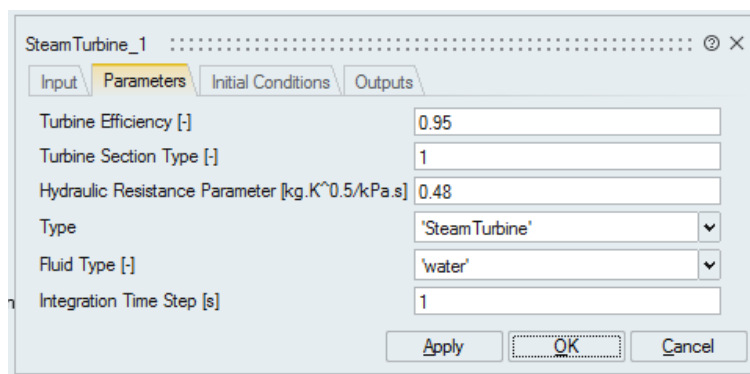 SteamTurbine_1
Input Parameters Initial Conditions Outputs
Turbine Efficiency [-] 0.95
Turbine Section Type [-] 1
Hydraulic Resistance Parameter [kg.K^0.5/kPa.s] 0.48
Type 'SteamTurbine'
Fluid Type [-] 'water'
Integration Time Step [s] 1
Apply OK Cancel